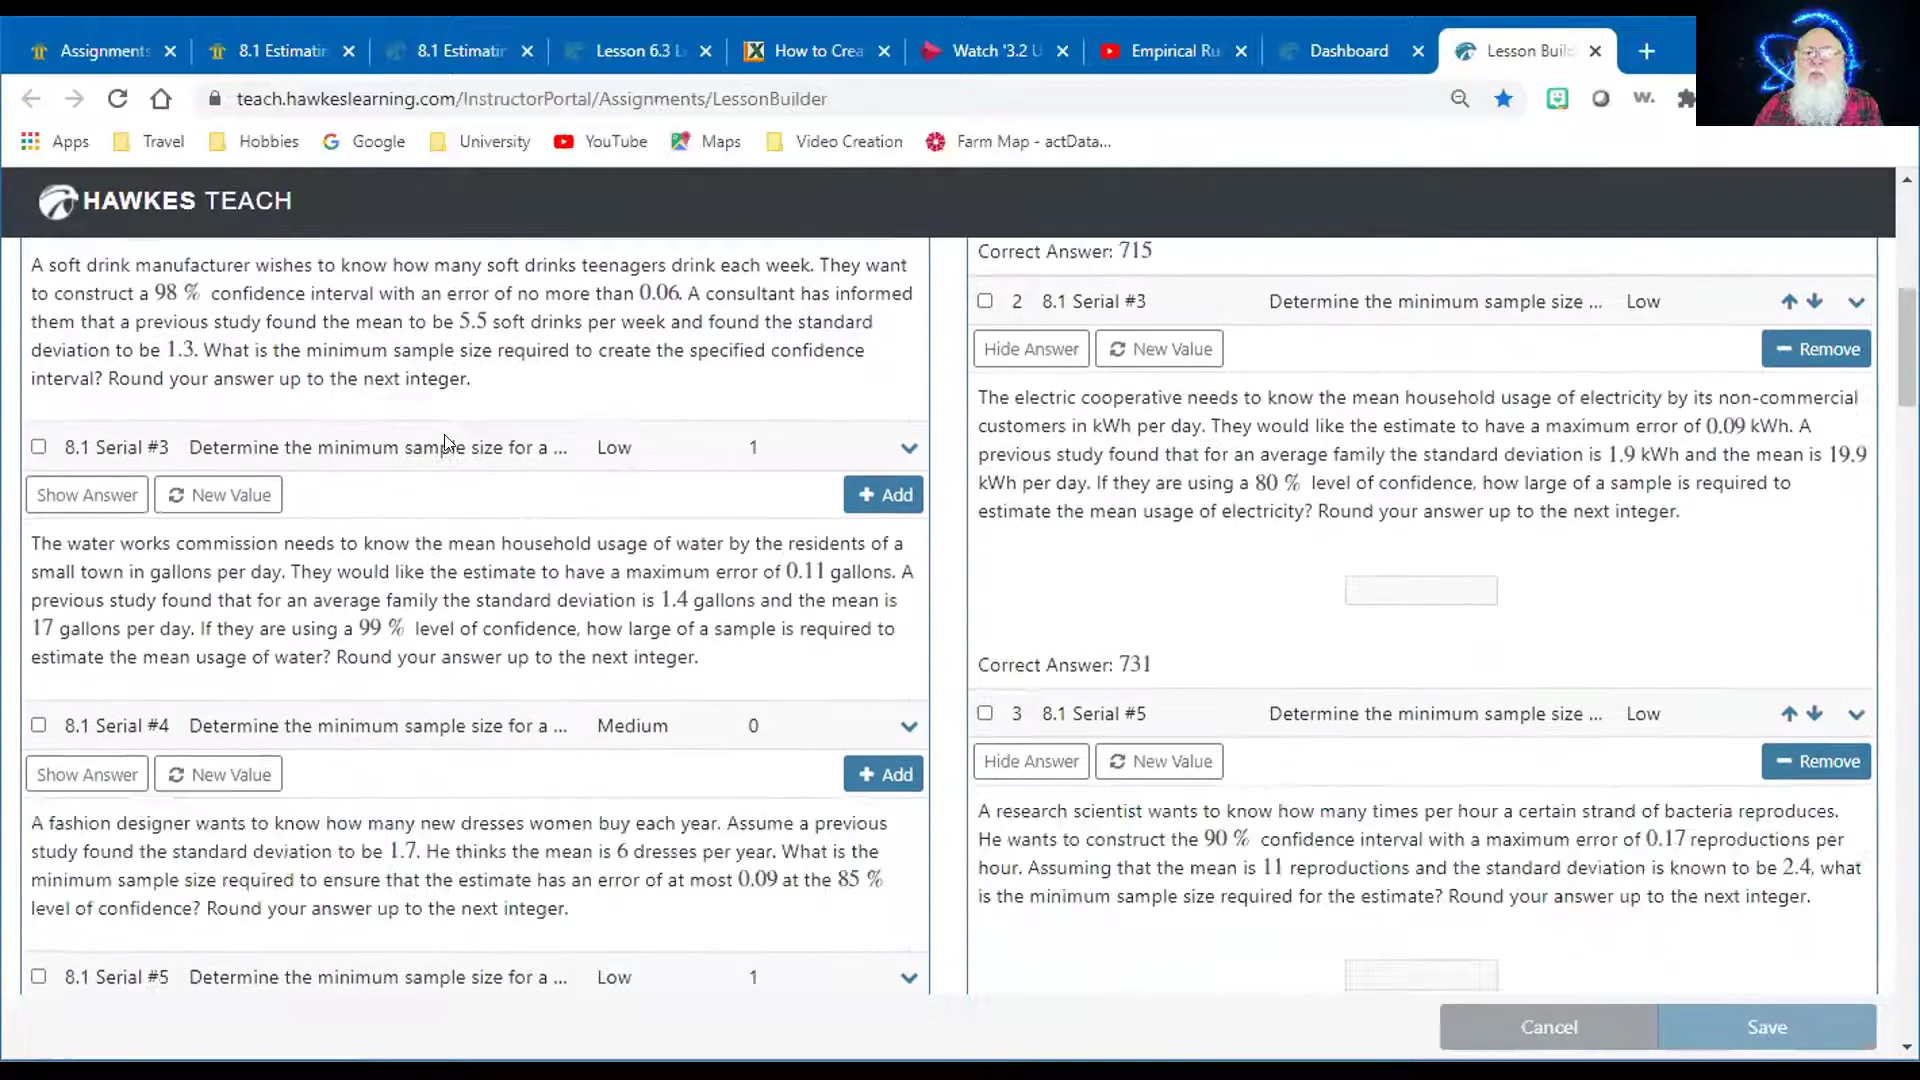 Assignments
8.1 Estimatin
8.1 Estimatin
Lesson 6.3 L
How to Crea
Watch '3.2 U
Empirical Ru
Dashboard
Lesson Build
teach.hawkeslearning.com/InstructorPortal/Assignments/LessonBuilder
w.
Apps
Travel
Hobbies
Google
University
YouTube
Maps
Video Creation
Farm Map - actData...
HAWKES TEACH
A soft drink manufacturer wishes to know how many soft drinks teenagers drink each week. They want
to construct a 98 % confidence interval with an error of no more than 0.06. A consultant has informed
them that a previous study found the mean to be 5.5 soft drinks per week and found the standard
deviation to be 1.3. What is the minimum sample size required to create the specified confidence
interval? Round your answer up to the next integer.
8.1 Serial #3 Determine the minimum sample size for a ... Low 1
Show Answer New Value + Add
The water works commission needs to know the mean household usage of water by the residents of a
small town in gallons per day. They would like the estimate to have a maximum error of 0.11 gallons. A
previous study found that for an average family the standard deviation is 1.4 gallons and the mean is
17 gallons per day. If they are using a 99 % level of confidence, how large of a sample is required to
estimate the mean usage of water? Round your answer up to the next integer.
8.1 Serial #4 Determine the minimum sample size for a ... Medium 0
Show Answer New Value + Add
A fashion designer wants to know how many new dresses women buy each year. Assume a previous
study found the standard deviation to be 1.7. He thinks the mean is 6 dresses per year. What is the
minimum sample size required to ensure that the estimate has an error of at most 0.09 at the 85 %
level of confidence? Round your answer up to the next integer.
8.1 Serial #5 Determine the minimum sample size for a ... Low 1
Correct Answer: 715
2 8.1 Serial #3 Determine the minimum sample size ... Low
Hide Answer New Value − Remove
The electric cooperative needs to know the mean household usage of electricity by its non-commercial
customers in kWh per day. They would like the estimate to have a maximum error of 0.09 kWh. A
previous study found that for an average family the standard deviation is 1.9 kWh and the mean is 19.9
kWh per day. If they are using a 80 % level of confidence, how large of a sample is required to
estimate the mean usage of electricity? Round your answer up to the next integer.
Correct Answer: 731
3 8.1 Serial #5 Determine the minimum sample size ... Low
Hide Answer New Value − Remove
A research scientist wants to know how many times per hour a certain strand of bacteria reproduces.
He wants to construct the 90 % confidence interval with a maximum error of 0.17 reproductions per
hour. Assuming that the mean is 11 reproductions and the standard deviation is known to be 2.4, what
is the minimum sample size required for the estimate? Round your answer up to the next integer.
Cancel Save